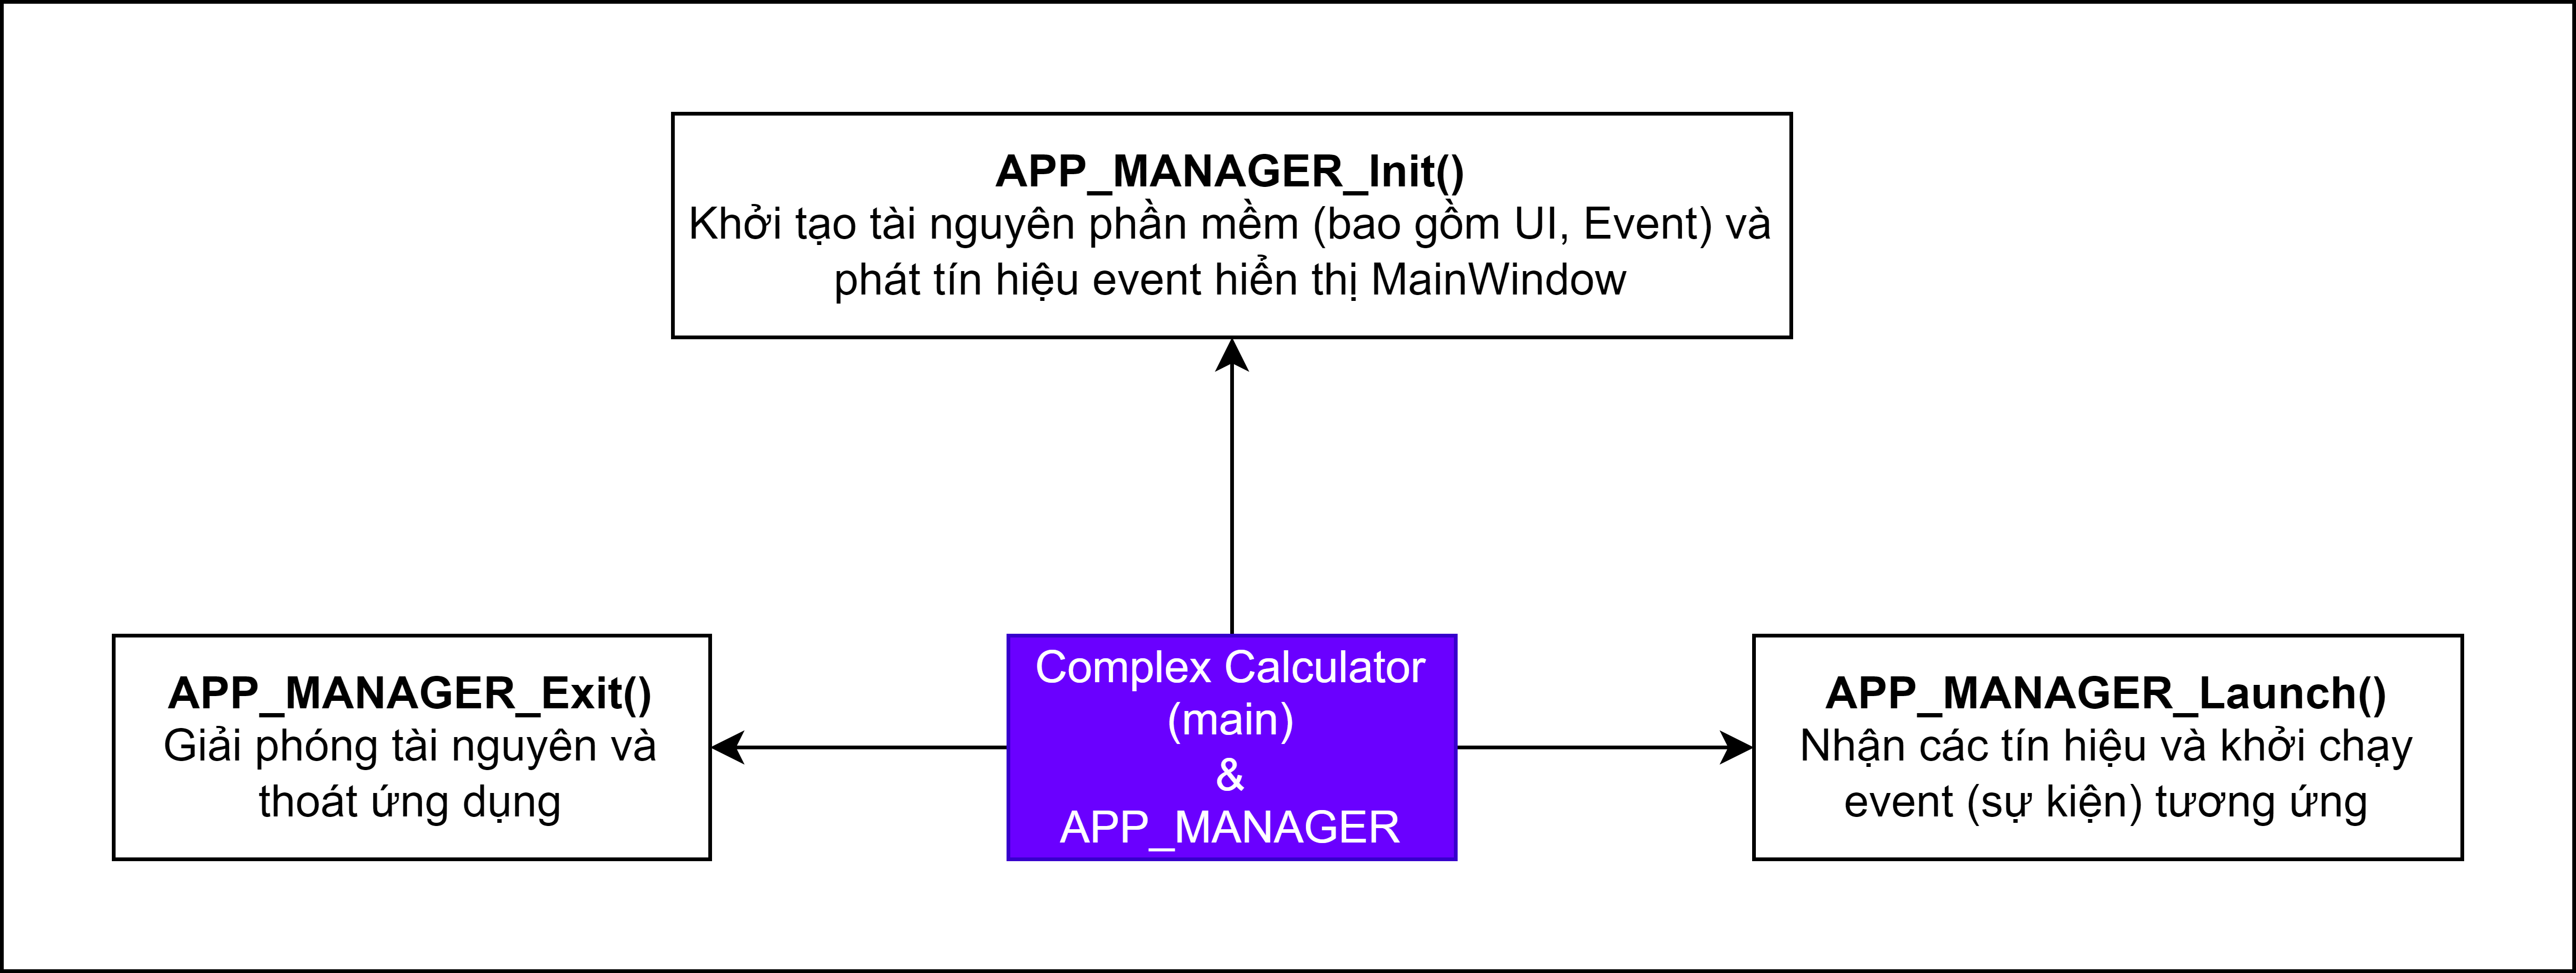 APP_MANAGER_Init()
Khởi tạo tài nguyên phần mềm (bao gồm UI, Event) và
phát tín hiệu event hiển thị MainWindow
APP_MANAGER_Exit()
Giải phóng tài nguyên và
thoát ứng dụng
Complex Calculator
(main)
&
APP_MANAGER
APP_MANAGER_Launch()
Nhận các tín hiệu và khởi chạy
event (sự kiện) tương ứng